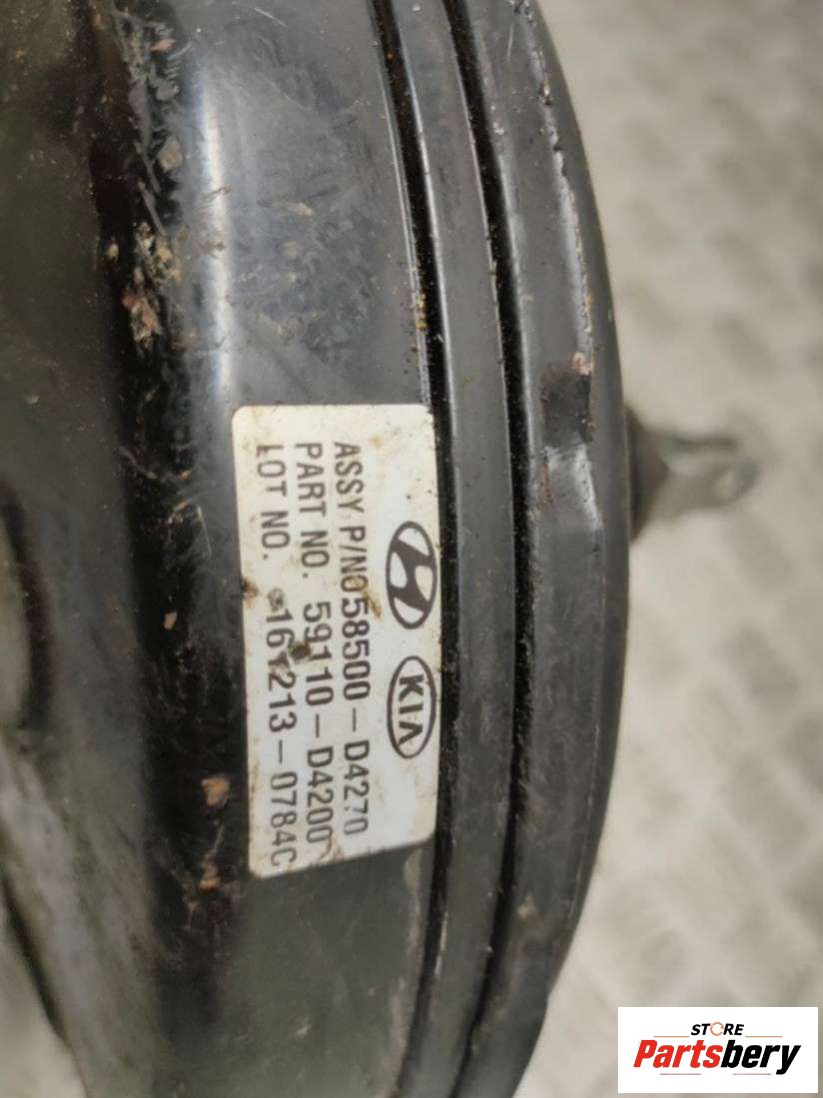 KIA
ASSY P/NO 58500-D4270
PART NO. 59110-D4200
LOT NO. 161213-0784C
STORE
Partsbery